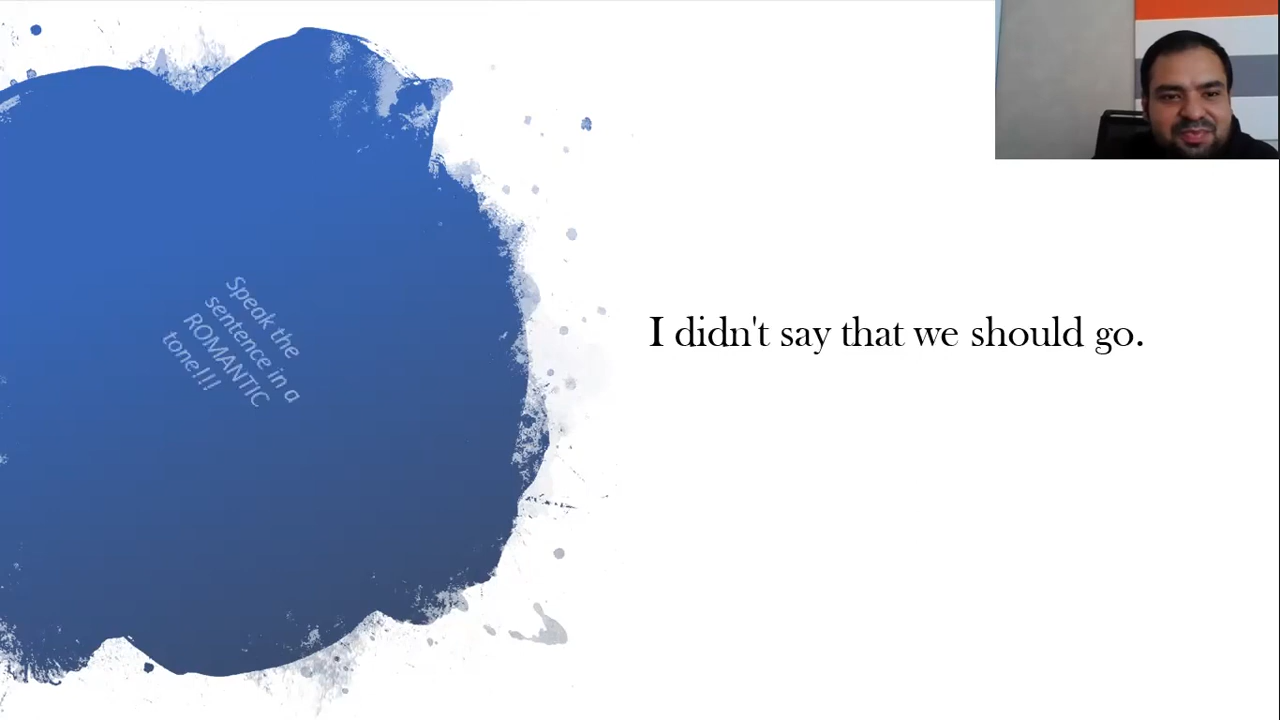 Speak the
sentence in a
ROMANTIC
tone!!!
I didn't say that we should go.